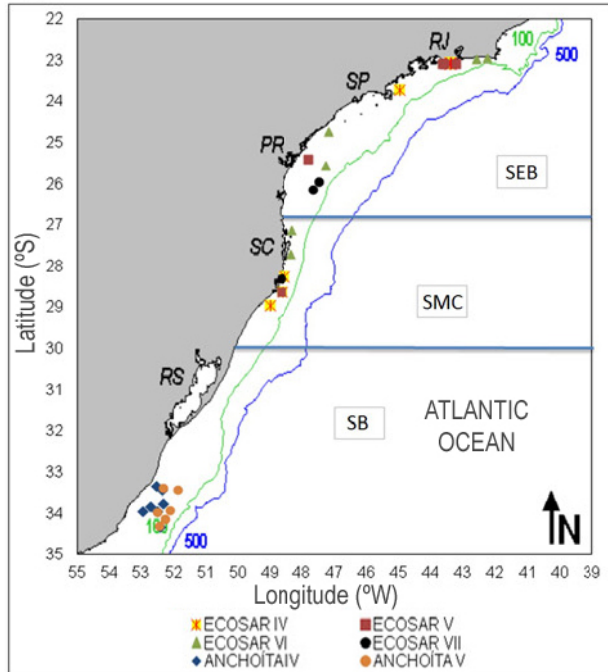 22
23
24
25
26
27
28
29
30
31
32
33
34
35
Latitude (ºS)
RJ
SP
PR
SC
RS
100
500
SEB
SMC
SB
ATLANTIC
OCEAN
100
500
N
55 54 53 52 51 50 49 48 47 46 45 44 43 42 41 40 39
Longitude (ºW)
ECOSAR IV ECOSAR V
ECOSAR VI ECOSAR VII
ANCHOÍTA IV ANCHOÍTA V